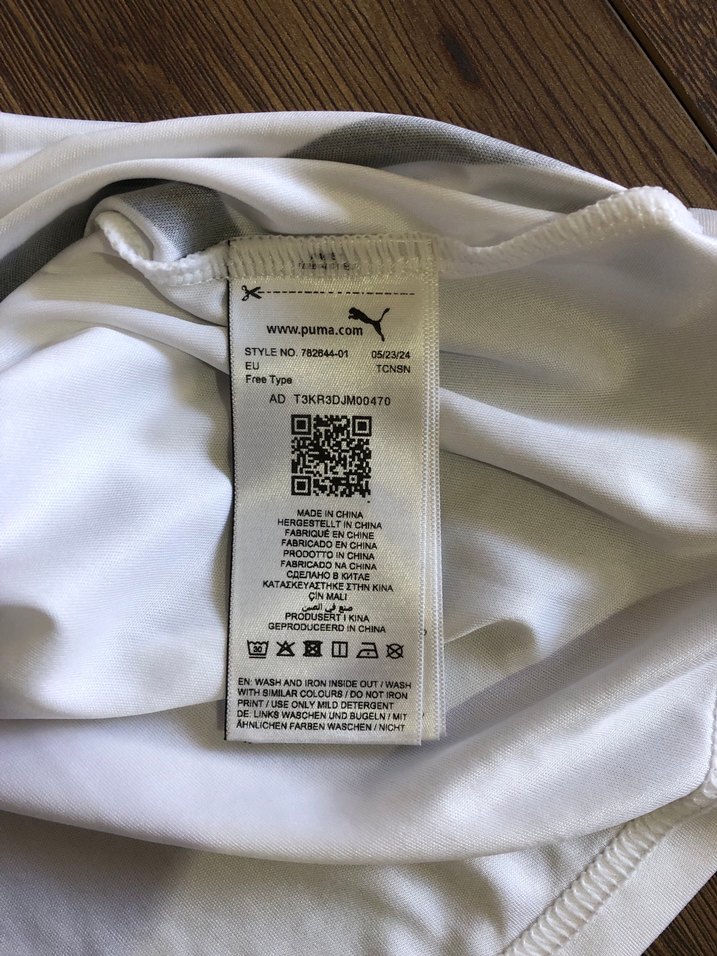 www.puma.com
STYLE NO. 782644-01 05/23/24
EU TCNSN
Free Type
AD T3KR3DJM00470
MADE IN CHINA
HERGESTELLT IN CHINA
FABRIQUÉ EN CHINE
FABRICADO EN CHINA
PRODOTTO IN CHINA
FABRICADO NA CHINA
СДЕЛАНО В КИТАЕ
ΚΑΤΑΣΚΕΥΑΣΤΗΚΕ ΣΤΗΝ ΚΙΝΑ
ÇİN MALI
صنع في الصين
PRODUSERT I KINA
GEPRODUCEERD IN CHINA
30
EN: WASH AND IRON INSIDE OUT / WASH
WITH SIMILAR COLOURS / DO NOT IRON
PRINT / USE ONLY MILD DETERGENT
DE: LINKS WASCHEN UND BUGELN / MIT
ÄHNLICHEN FARBEN WASCHEN / NICHT